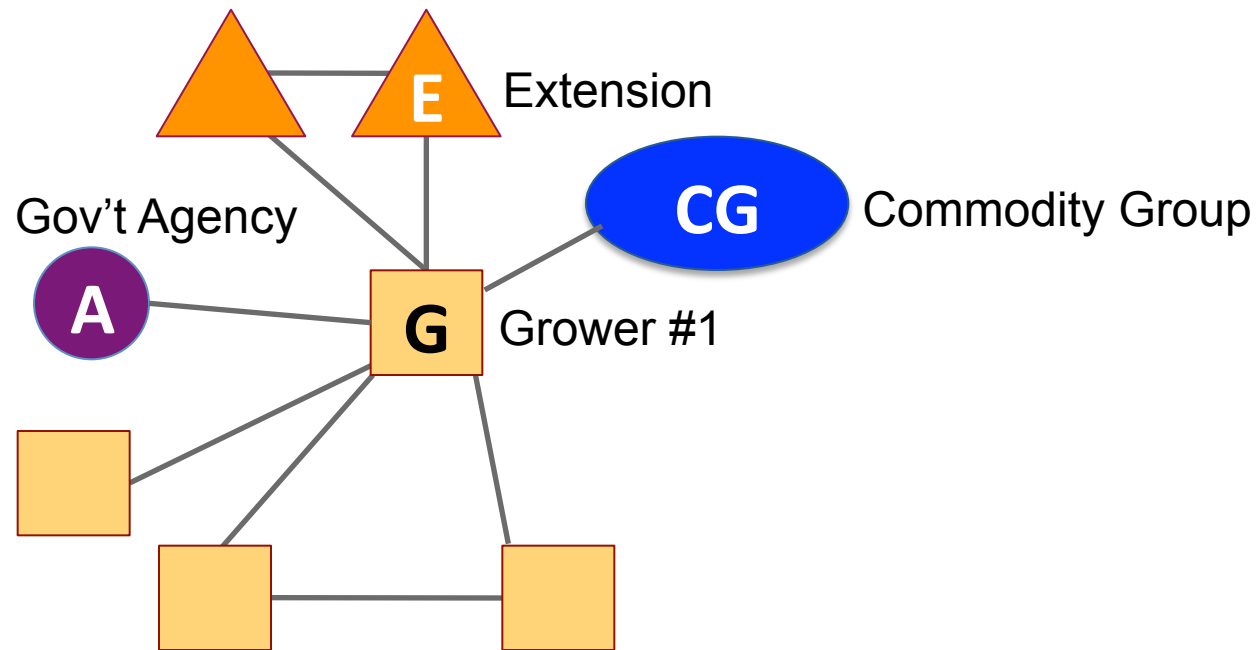 E
Extension
CG
Commodity Group
Gov’t Agency
A
G
Grower #1